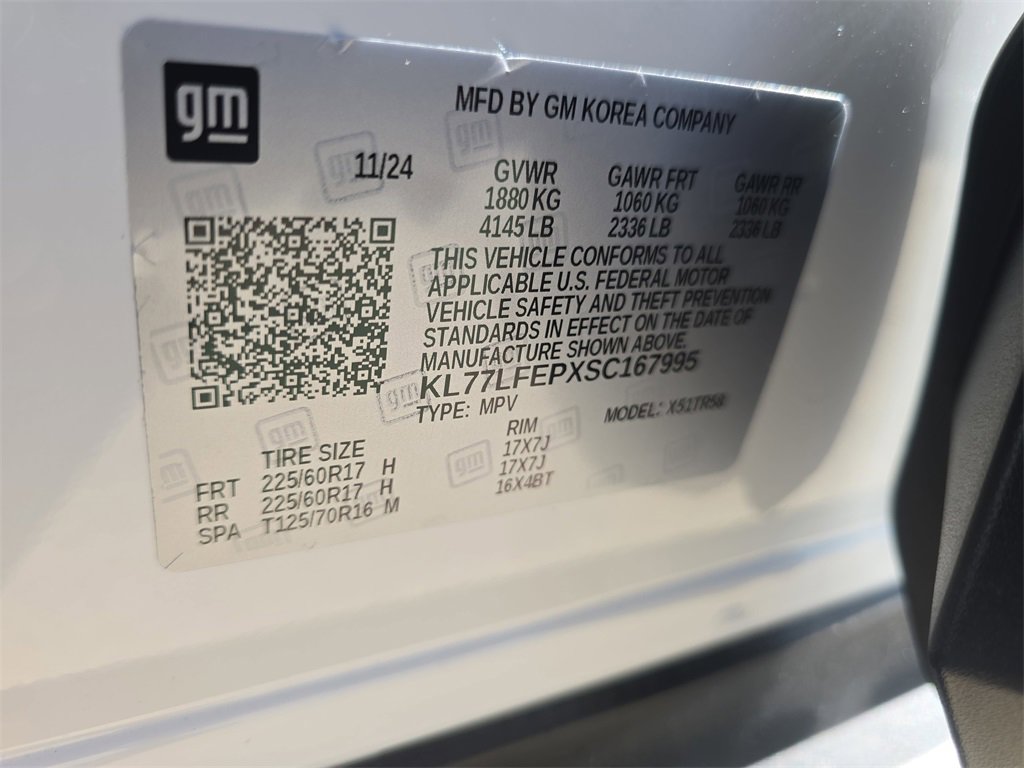 gm
MFD BY GM KOREA COMPANY
11/24
GVWR GAWR FRT GAWR RR
1880 KG 1060 KG 1060 KG
4145 LB 2336 LB 2336 LB
THIS VEHICLE CONFORMS TO ALL
APPLICABLE U.S. FEDERAL MOTOR
VEHICLE SAFETY AND THEFT PREVENTION
STANDARDS IN EFFECT ON THE DATE OF
MANUFACTURE SHOWN ABOVE.
KL77LFEPXSC167995
TYPE: MPV MODEL: X51TR58
TIRE SIZE RIM
FRT 225/60R17 H 17X7J
RR 225/60R17 H 17X7J
SPA T125/70R16 M 16X4BT